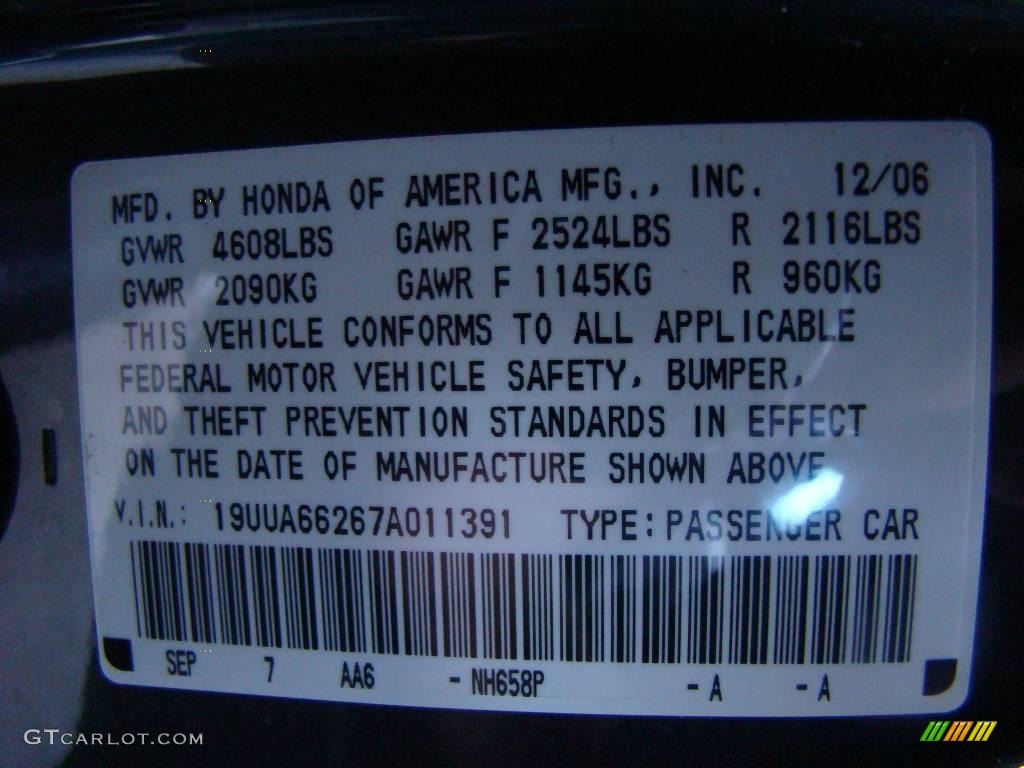 MFD. BY HONDA OF AMERICA MFG., INC. 12/06
GVWR 4608LBS GAWR F 2524LBS R 2116LBS
GVWR 2090KG GAWR F 1145KG R 960KG
THIS VEHICLE CONFORMS TO ALL APPLICABLE
FEDERAL MOTOR VEHICLE SAFETY, BUMPER,
AND THEFT PREVENTION STANDARDS IN EFFECT
ON THE DATE OF MANUFACTURE SHOWN ABOVE
V.I.N.: 19UUA66267A011391 TYPE: PASSENGER CAR
SEP 7 AA6 - NH658P - A - A
GTCARLOT.COM